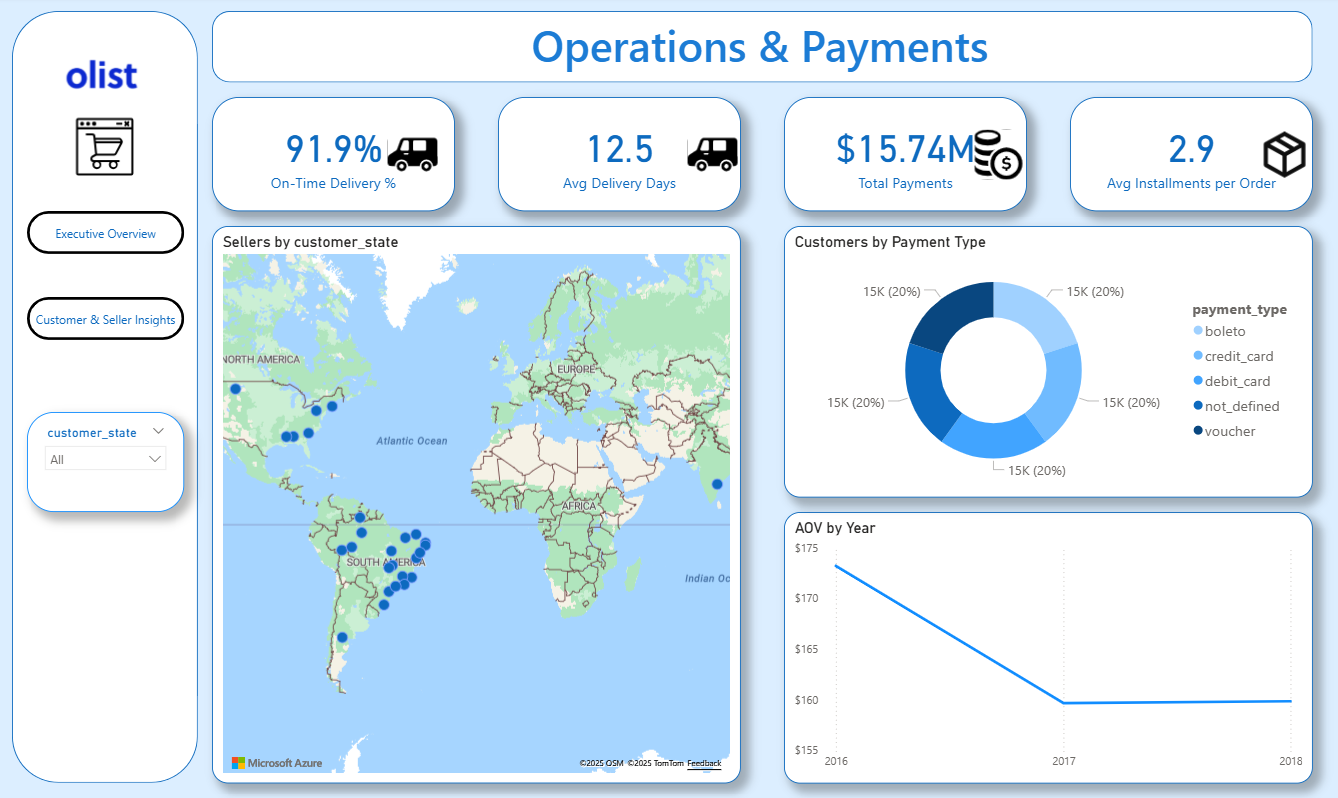 olist
Executive Overview
Customer & Seller Insights
customer_state
All
Operations & Payments
91.9%
On-Time Delivery %
12.5
Avg Delivery Days
$15.74M
Total Payments
$
2.9
Avg Installments per Order
Sellers by customer_state
NORTH AMERICA
EUROPE
Atlantic Ocean
AFRICA
SOUTH AMERICA
Indian Oc
Microsoft Azure
©2025 OSM ©2025 TomTom Feedback
Customers by Payment Type
15K (20%)
15K (20%)
15K (20%)
15K (20%)
15K (20%)
payment_type
boleto
credit_card
debit_card
not_defined
voucher
AOV by Year
$175
$170
$165
$160
$155
2016
2017
2018